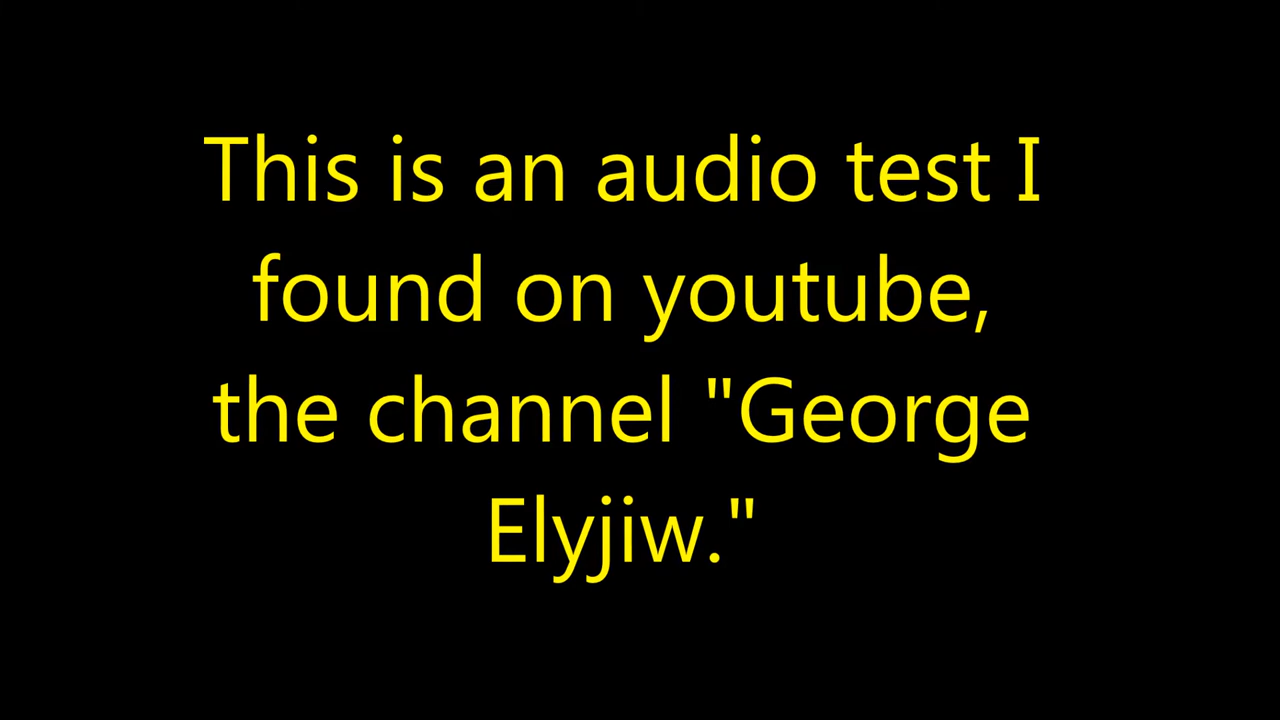 This is an audio test I
found on youtube,
the channel "George
Elyjiw."